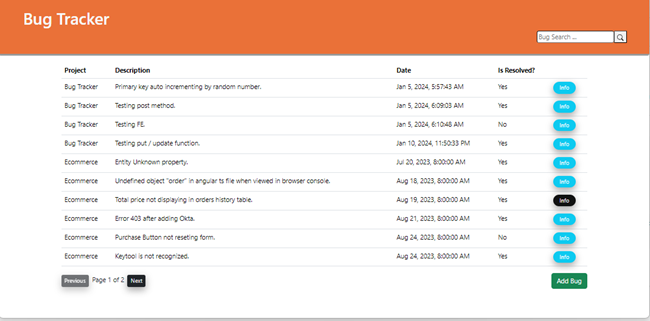 Bug Tracker
Bug Search ...
Project Description Date Is Resolved?
Bug Tracker Primary key auto incrementing by random number. Jan 5, 2024, 5:57:43 AM Yes Info
Bug Tracker Testing post method. Jan 5, 2024, 6:09:03 AM Yes Info
Bug Tracker Testing FE. Jan 5, 2024, 6:10:48 AM No Info
Bug Tracker Testing put / update function. Jan 10, 2024, 11:50:33 PM Yes Info
Ecommerce Entity Unknown property. Jul 20, 2023, 8:00:00 AM Yes Info
Ecommerce Undefined object "order" in angular ts file when viewed in browser console. Aug 18, 2023, 8:00:00 AM Yes Info
Ecommerce Total price not displaying in orders history table. Aug 19, 2023, 8:00:00 AM Yes Info
Ecommerce Error 403 after adding Okta. Aug 21, 2023, 8:00:00 AM Yes Info
Ecommerce Purchase Button not reseting form. Aug 24, 2023, 8:00:00 AM No Info
Ecommerce Keytool is not recognized. Aug 24, 2023, 8:00:00 AM Yes Info
Previous Page 1 of 2. Next Add Bug